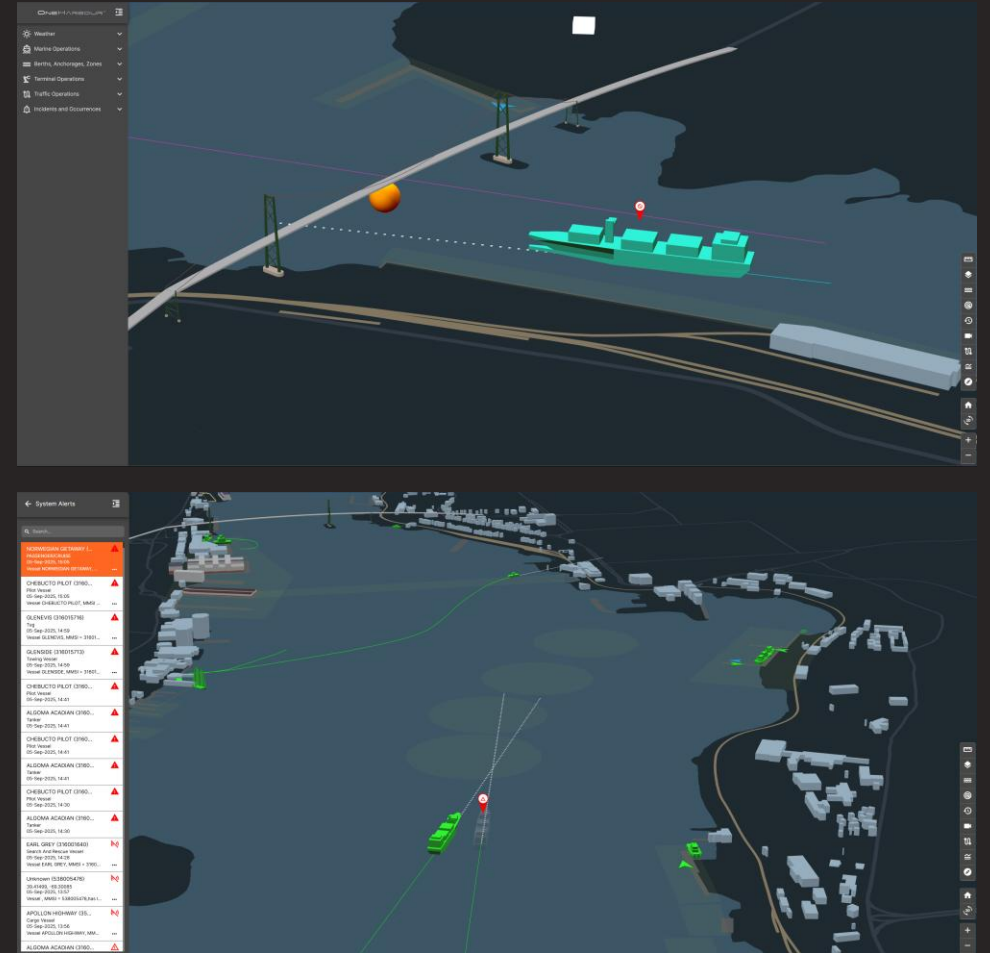 ONEHARBOUR
Weather
Marine Operations
Berths, Anchorages, Zones
Terminal Operations
Traffic Operations
Incidents and Occurrences
System Alerts
Search...
NORWEGIAN GETAWAY (...
PASSENGER/CRUISE
05-Sep-2025, 15:05
Vessel NORWEGIAN GETAWAY,... ...
CHEBUCTO PILOT (3160...
Pilot Vessel
05-Sep-2025, 15:05
Vessel CHEBUCTO PILOT, MMSI ... ...
GLENEVIS (316015716)
Tug
05-Sep-2025, 14:59
Vessel GLENEVIS, MMSI = 31601... ...
GLENSIDE (316015713)
Towing Vessel
05-Sep-2025, 14:59
Vessel GLENSIDE, MMSI = 31601... ...
CHEBUCTO PILOT (3160...
Pilot Vessel
05-Sep-2025, 14:41
ALGOMA ACADIAN (3160...
Tanker
05-Sep-2025, 14:41
CHEBUCTO PILOT (3160...
Pilot Vessel
05-Sep-2025, 14:41
ALGOMA ACADIAN (3160...
Tanker
05-Sep-2025, 14:41
CHEBUCTO PILOT (3160...
Pilot Vessel
05-Sep-2025, 14:30
ALGOMA ACADIAN (3160...
Tanker
05-Sep-2025, 14:30
EARL GREY (316001640)
Search And Rescue Vessel
05-Sep-2025, 14:28
Vessel EARL GREY, MMSI = 3160... ...
Unknown (538005476)
05-Sep-2025, 13:57
Vessel , MMSI = 538005476,has l... ...
APOLLON HIGHWAY (35...
Cargo Vessel
05-Sep-2025, 13:56
Vessel APOLLON HIGHWAY, MM... ...
ALGOMA ACADIAN (3160...